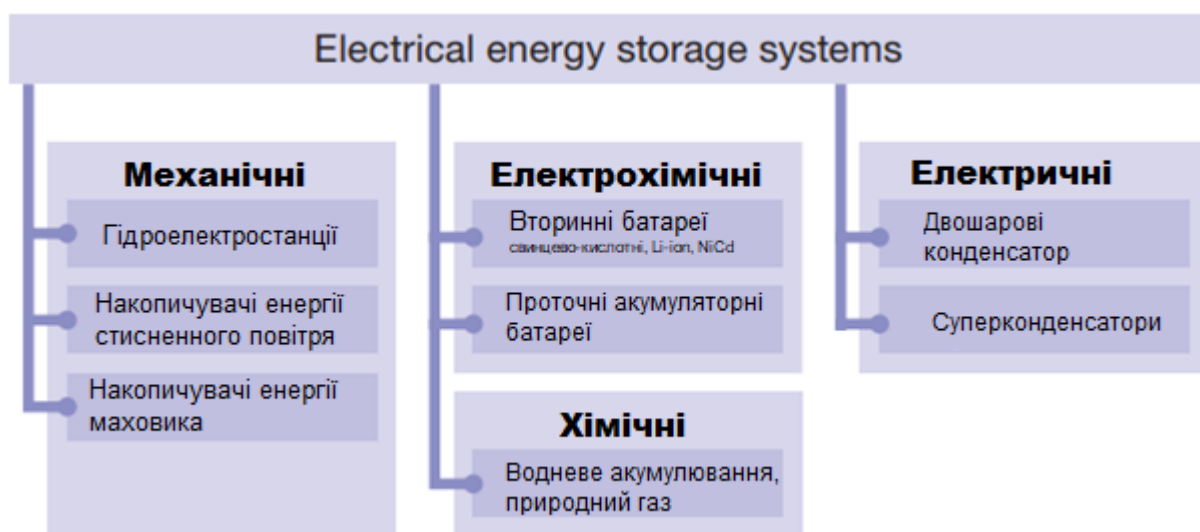 Electrical energy storage systems
Механічні
Гідроелектростанції
Накопичувачі енергії
стисненного повітря
Накопичувачі енергії
маховика
Електрохімічні
Вторинні батареї
свинцево-кислотні, Li-ion, NiCd
Проточні акумуляторні
батареї
Хімічні
Водневе акумулювання,
природний газ
Електричні
Двошарові
конденсатор
Суперконденсатори